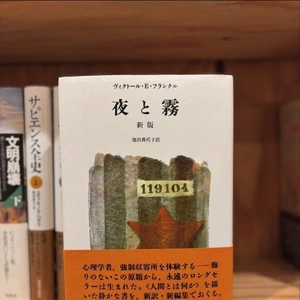 ヴィクトール・E・フランクル
夜と霧
新版
池田香代子訳
119104
心理学者、強制収容所を体験する——飾
りのないこの原題から、永遠のロングセ
ラーは生まれた。〈人間とは何か〉を描
いた静かな書を、新訳・新編集でおくる。
サピエンス全史
上
文明崩壊
下